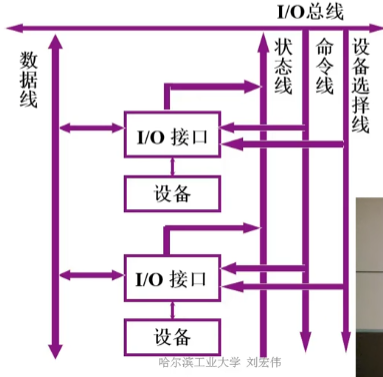 I/O总线
数据线
状态线
命令线
设备选择线
I/O 接口
设备
I/O 接口
设备
哈尔滨工业大学 刘宏伟